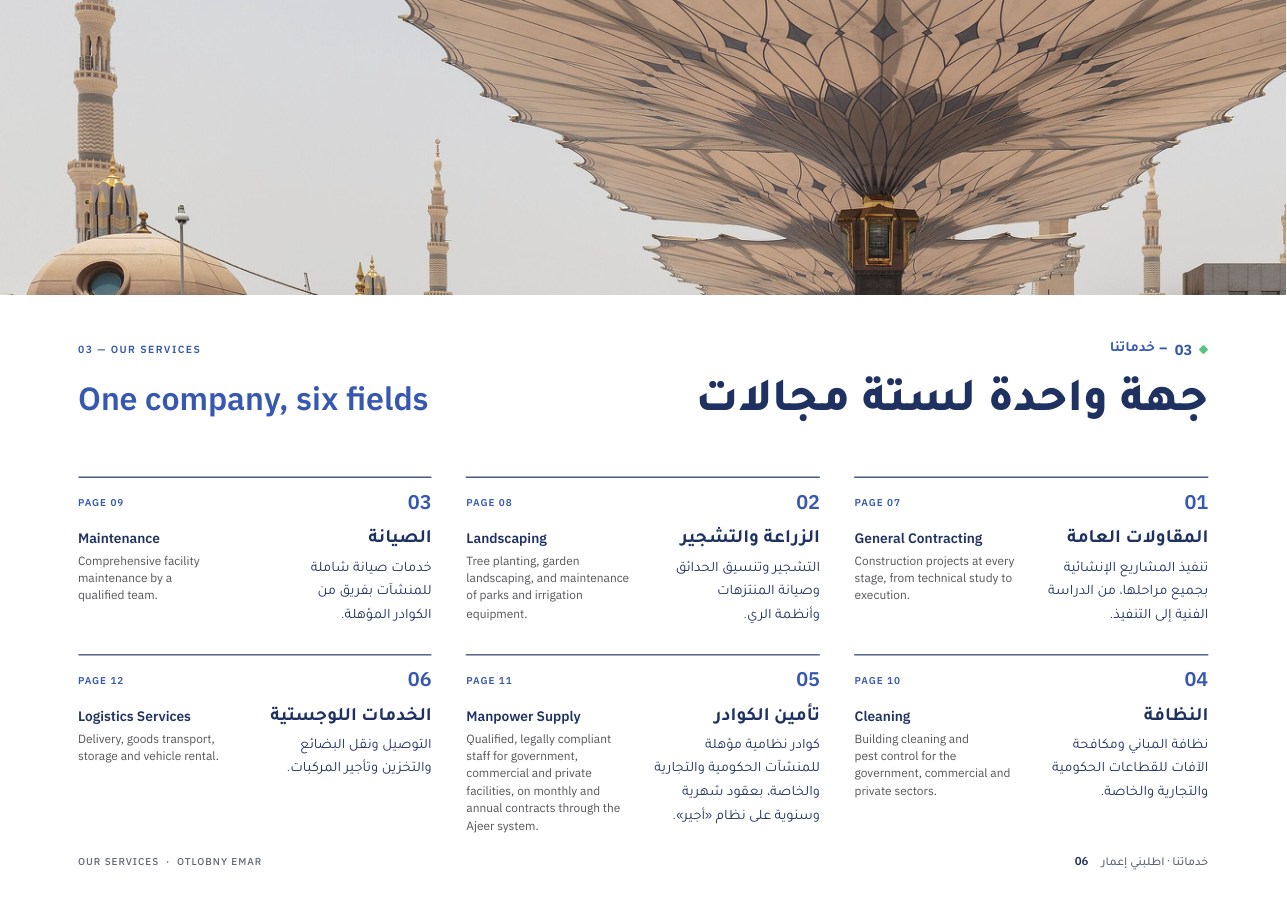 03 — OUR SERVICES
03 – خدماتنا
One company, six fields
جهة واحدة لستة مجالات
PAGE 07
01
General Contracting
المقاولات العامة
Construction projects at every
stage, from technical study to
execution.
تنفيذ المشاريع الإنشائية
بجميع مراحلها، من الدراسة
الفنية إلى التنفيذ.
PAGE 08
02
Landscaping
الزراعة والتشجير
Tree planting, garden
landscaping, and maintenance
of parks and irrigation
equipment.
التشجير وتنسيق الحدائق
وصيانة المنتزهات
وأنظمة الري.
PAGE 09
03
Maintenance
الصيانة
Comprehensive facility
maintenance by a
qualified team.
خدمات صيانة شاملة
للمنشآت بفريق من
الكوادر المؤهلة.
PAGE 10
04
Cleaning
النظافة
Building cleaning and
pest control for the
government, commercial and
private sectors.
نظافة المباني ومكافحة
الآفات للقطاعات الحكومية
والتجارية والخاصة.
PAGE 11
05
Manpower Supply
تأمين الكوادر
Qualified, legally compliant
staff for government,
commercial and private
facilities, on monthly and
annual contracts through the
Ajeer system.
كوادر نظامية مؤهلة
للمنشآت الحكومية والتجارية
والخاصة، بعقود شهرية
وسنوية على نظام «أجير».
PAGE 12
06
Logistics Services
الخدمات اللوجستية
Delivery, goods transport,
storage and vehicle rental.
التوصيل ونقل البضائع
والتخزين وتأجير المركبات.
OUR SERVICES · OTLOBNY EMAR
خدماتنا · اطلبني إعمار 06